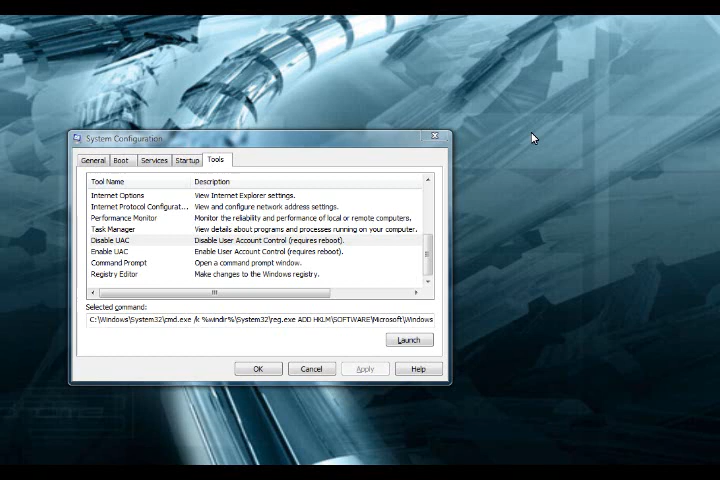 System Configuration
General Boot Services Startup Tools
Tool Name Description
Internet Options View Internet Explorer settings.
Internet Protocol Configurat... View and configure network address settings.
Performance Monitor Monitor the reliability and performance of local or remote computers.
Task Manager View details about programs and processes running on your computer.
Disable UAC Disable User Account Control (requires reboot).
Enable UAC Enable User Account Control (requires reboot).
Command Prompt Open a command prompt window.
Registry Editor Make changes to the Windows registry.
Selected command:
C:\Windows\System32\cmd.exe /k %windir%\System32\reg.exe ADD HKLM\SOFTWARE\Microsoft\Windows
Launch
OK Cancel Apply Help